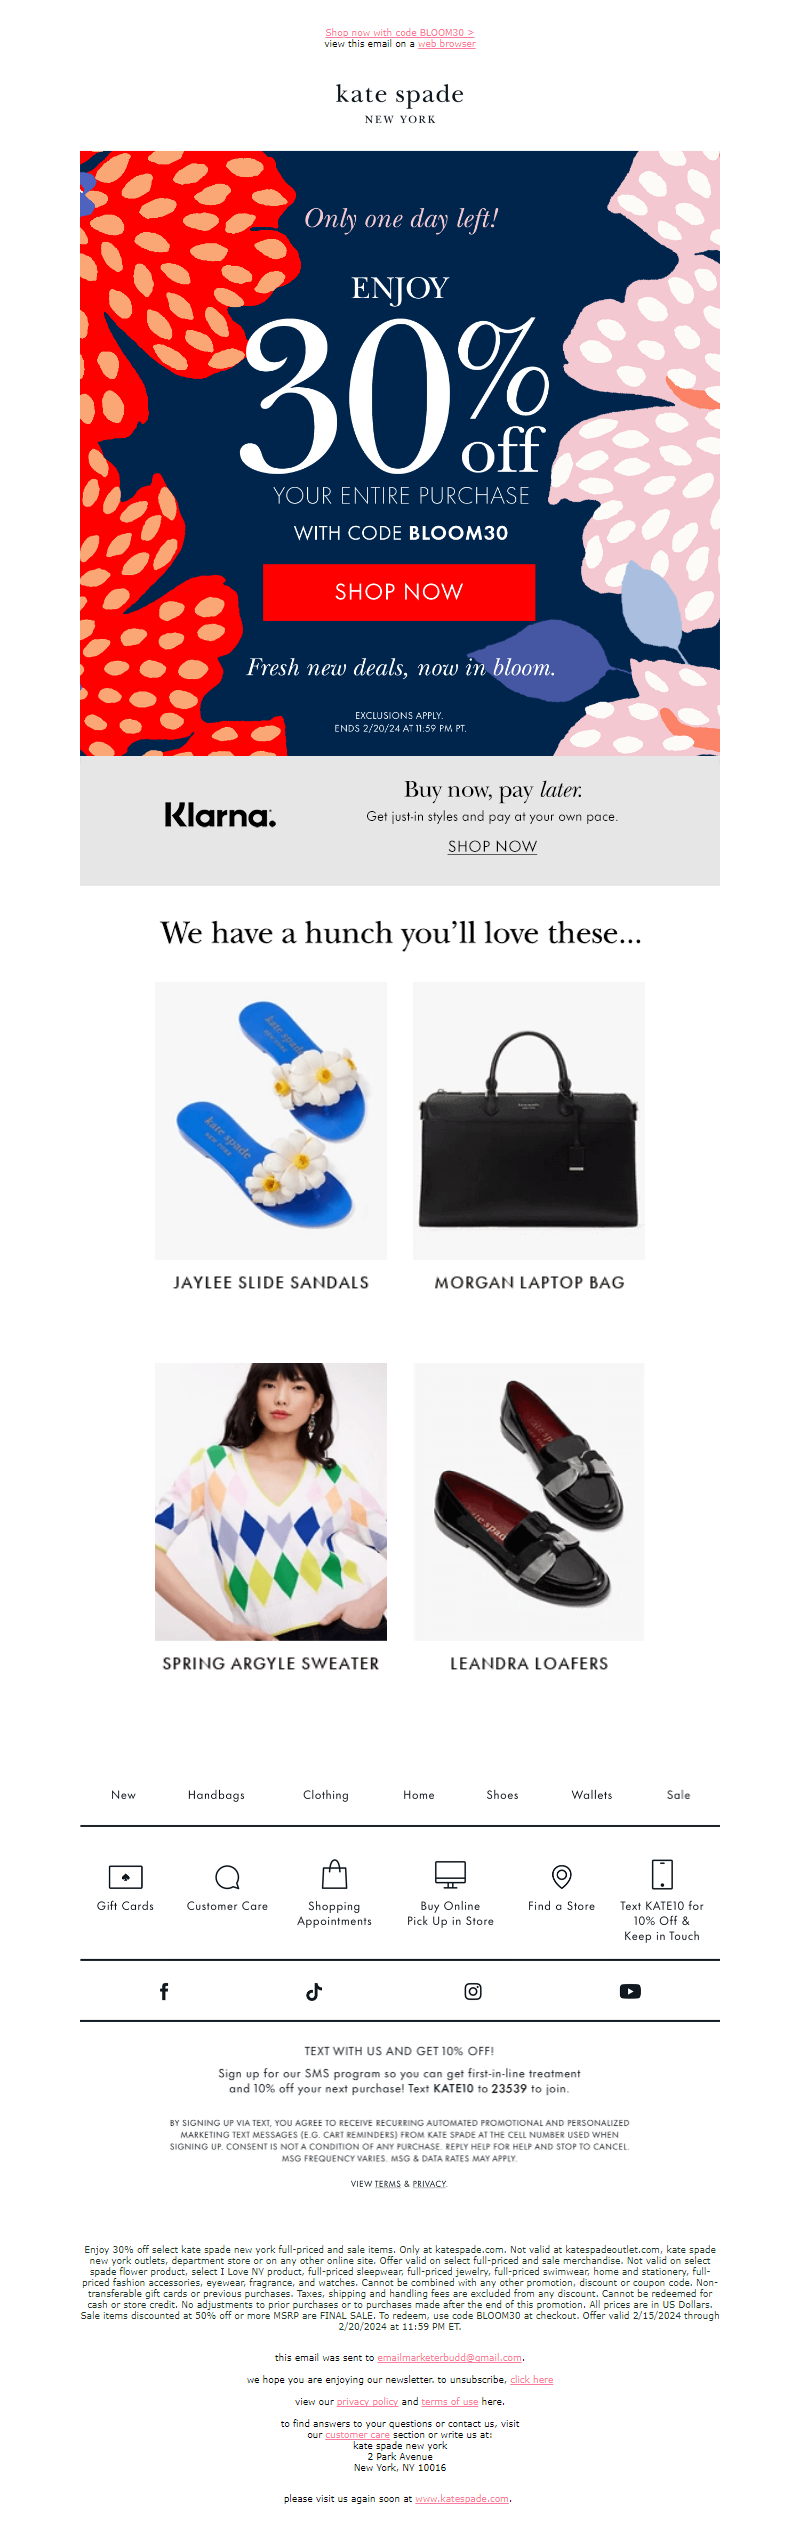 Shop now with code BLOOM30 >
view this email on a web browser
kate spade
NEW YORK
Only one day left!
ENJOY
30% off
YOUR ENTIRE PURCHASE
WITH CODE BLOOM30
SHOP NOW
Fresh new deals, now in bloom.
EXCLUSIONS APPLY.
ENDS 2/20/24 AT 11:59 PM PT.
Klarna.
Buy now, pay later.
Get just-in styles and pay at your own pace.
SHOP NOW
We have a hunch you'll love these...
kate spade
NEW YORK
kate spade
NEW YORK
JAYLEE SLIDE SANDALS
MORGAN LAPTOP BAG
SPRING ARGYLE SWEATER
LEANDRA LOAFERS
New Handbags Clothing Home Shoes Wallets Sale
Gift Cards
Customer Care
Shopping
Appointments
Buy Online
Pick Up in Store
Find a Store
Text KATE10 for
10% Off &
Keep in Touch
TEXT WITH US AND GET 10% OFF!
Sign up for our SMS program so you can get first-in-line treatment
and 10% off your next purchase! Text KATE10 to 23539 to join.
BY SIGNING UP VIA TEXT, YOU AGREE TO RECEIVE RECURRING AUTOMATED PROMOTIONAL AND PERSONALIZED
MARKETING TEXT MESSAGES (E.G. CART REMINDERS) FROM KATE SPADE AT THE CELL NUMBER USED WHEN
SIGNING UP. CONSENT IS NOT A CONDITION OF ANY PURCHASE. REPLY HELP FOR HELP AND STOP TO CANCEL.
MSG FREQUENCY VARIES. MSG & DATA RATES MAY APPLY.
VIEW TERMS & PRIVACY.
Enjoy 30% off select kate spade new york full-priced and sale items. Only at katespade.com. Not valid at katespadeoutlet.com, kate spade
new york outlets, department store or on any other online site. Offer valid on select full-priced and sale merchandise. Not valid on select
spade flower product, select I Love NY product, full-priced sleepwear, full-priced jewelry, full-priced swimwear, home and stationery, full-
priced fashion accessories, eyewear, fragrance, and watches. Cannot be combined with any other promotion, discount or coupon code. Non-
transferable gift cards or previous purchases. Taxes, shipping and handling fees are excluded from any discount. Cannot be redeemed for
cash or store credit. No adjustments to prior purchases or to purchases made after the end of this promotion. All prices are in US Dollars.
Sale items discounted at 50% off or more MSRP are FINAL SALE. To redeem, use code BLOOM30 at checkout. Offer valid 2/15/2024 through
2/20/2024 at 11:59 PM ET.
this email was sent to emailmarketerbudd@gmail.com.
we hope you are enjoying our newsletter. to unsubscribe, click here
view our privacy policy and terms of use here.
to find answers to your questions or contact us, visit
our customer care section or write us at:
kate spade new york
2 Park Avenue
New York, NY 10016
please visit us again soon at www.katespade.com.